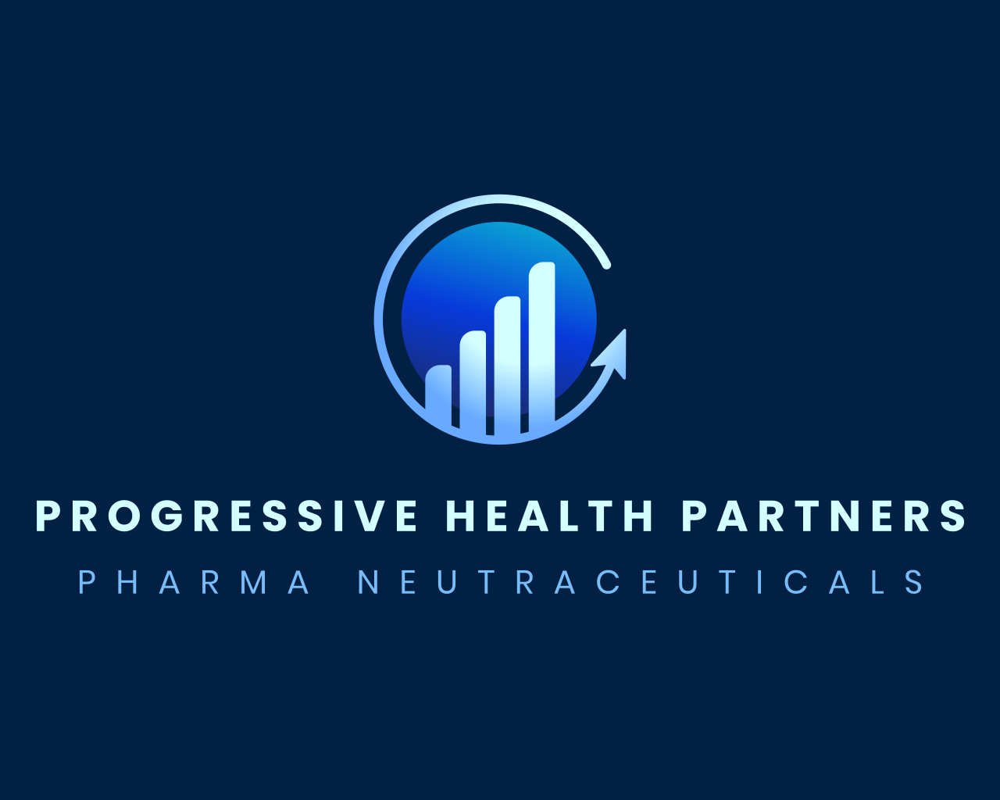 PROGRESSIVE HEALTH PARTNERS
PHARMA NEUTRACEUTICALS